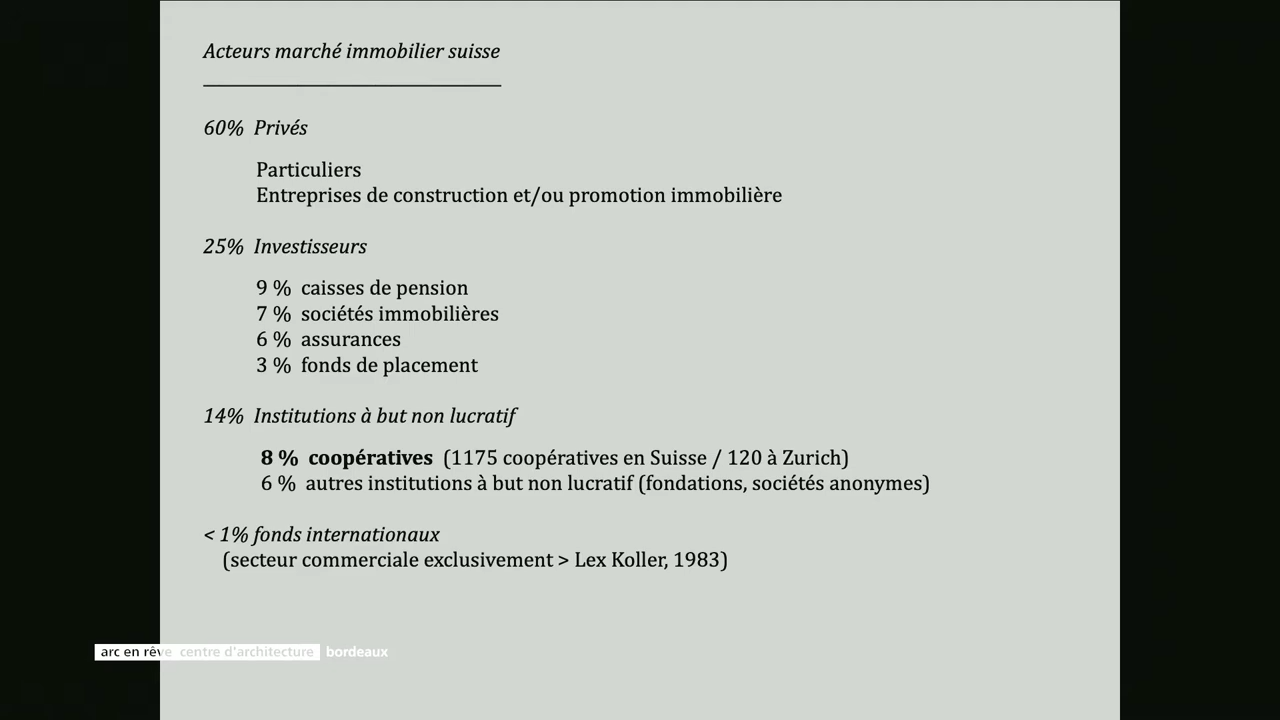 Acteurs marché immobilier suisse
60% Privés
Particuliers
Entreprises de construction et/ou promotion immobilière
25% Investisseurs
9 % caisses de pension
7 % sociétés immobilières
6 % assurances
3 % fonds de placement
14% Institutions à but non lucratif
8 % coopératives (1175 coopératives en Suisse / 120 à Zurich)
6 % autres institutions à but non lucratif (fondations, sociétés anonymes)
< 1% fonds internationaux
(secteur commerciale exclusivement > Lex Koller, 1983)
arc en rêve centre d'architecture bordeaux